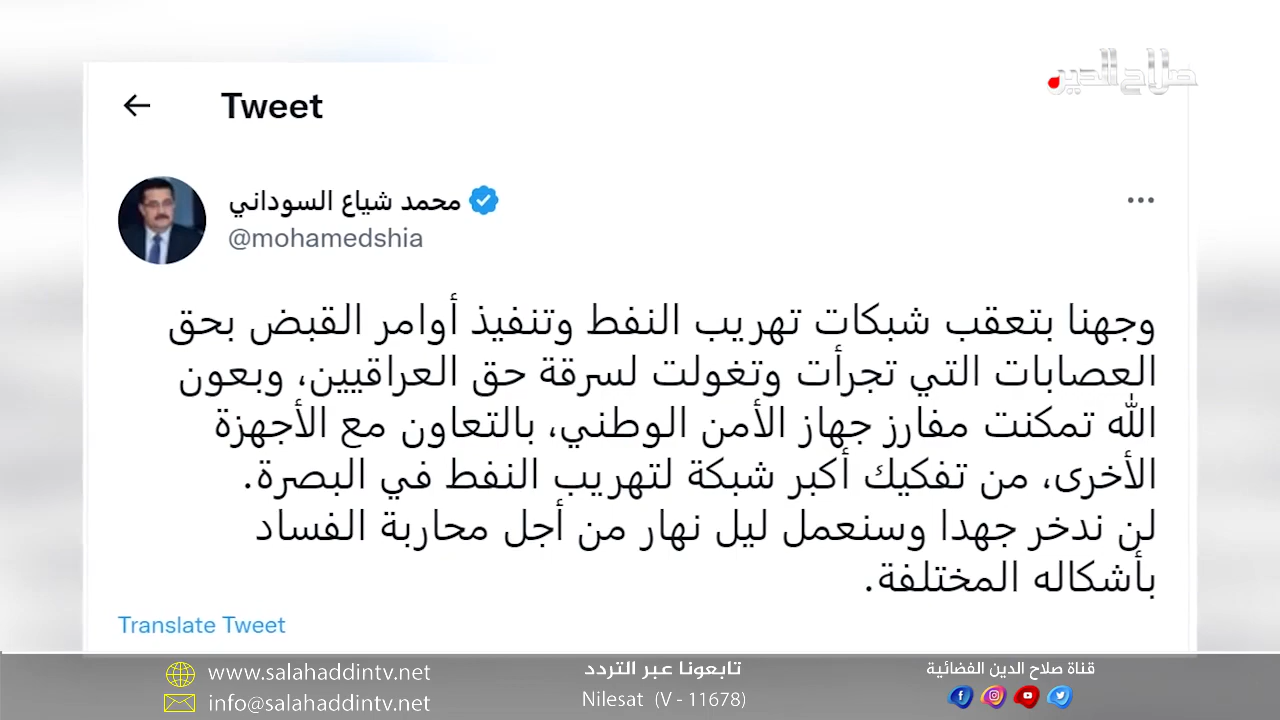 صلاح الدين
Tweet
محمد شياع السوداني
@mohamedshia
وجهنا بتعقب شبكات تهريب النفط وتنفيذ أوامر القبض بحق
العصابات التي تجرأت وتغولت لسرقة حق العراقيين، وبعون
الله تمكنت مفارز جهاز الأمن الوطني، بالتعاون مع الأجهزة
الأخرى، من تفكيك أكبر شبكة لتهريب النفط في البصرة.
لن ندخر جهدا وسنعمل ليل نهار من أجل محاربة الفساد
بأشكاله المختلفة.
Translate Tweet
www.salahaddintv.net
info@salahaddintv.net
تابعونا عبر التردد
Nilesat (V - 11678)
قناة صلاح الدين الفضائية